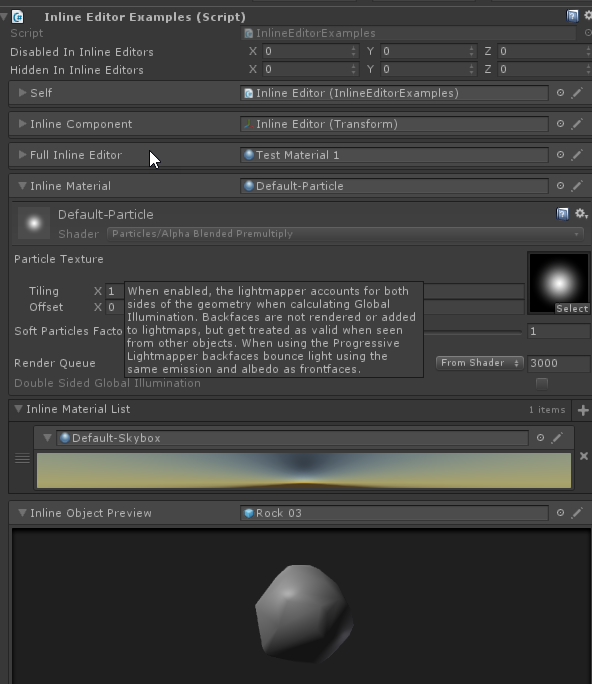 Inline Editor Examples (Script)
Script InlineEditorExamples
Disabled In Inline Editors X 0 Y 0 Z 0
Hidden In Inline Editors X 0 Y 0 Z 0
Self Inline Editor (InlineEditorExamples)
Inline Component Inline Editor (Transform)
Full Inline Editor Test Material 1
Inline Material Default-Particle
Default-Particle
Shader Particles/Alpha Blended Premultiply
Particle Texture
Tiling X 1
Offset X 0
Select
When enabled, the lightmapper accounts for both
sides of the geometry when calculating Global
Illumination. Backfaces are not rendered or added
to lightmaps, but get treated as valid when seen
from other objects. When using the Progressive
Lightmapper backfaces bounce light using the
same emission and albedo as frontfaces.
Soft Particles Facto 1
Render Queue From Shader 3000
Double Sided Global Illumination
Inline Material List 1 items
Default-Skybox
Inline Object Preview Rock 03